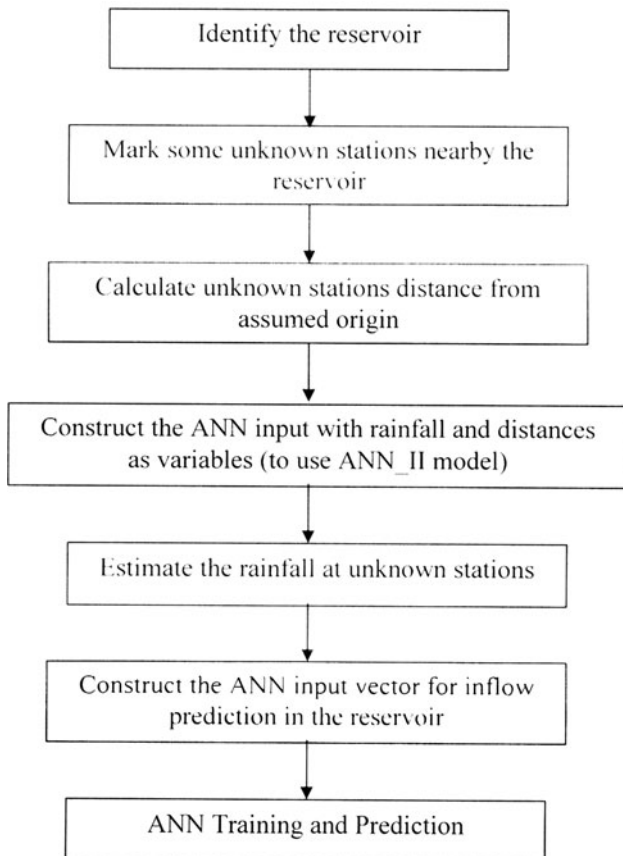 Identify the reservoir
Mark some unknown stations nearby the
reservoir
Calculate unknown stations distance from
assumed origin
Construct the ANN input with rainfall and distances
as variables (to use ANN_II model)
Estimate the rainfall at unknown stations
Construct the ANN input vector for inflow
prediction in the reservoir
ANN Training and Prediction